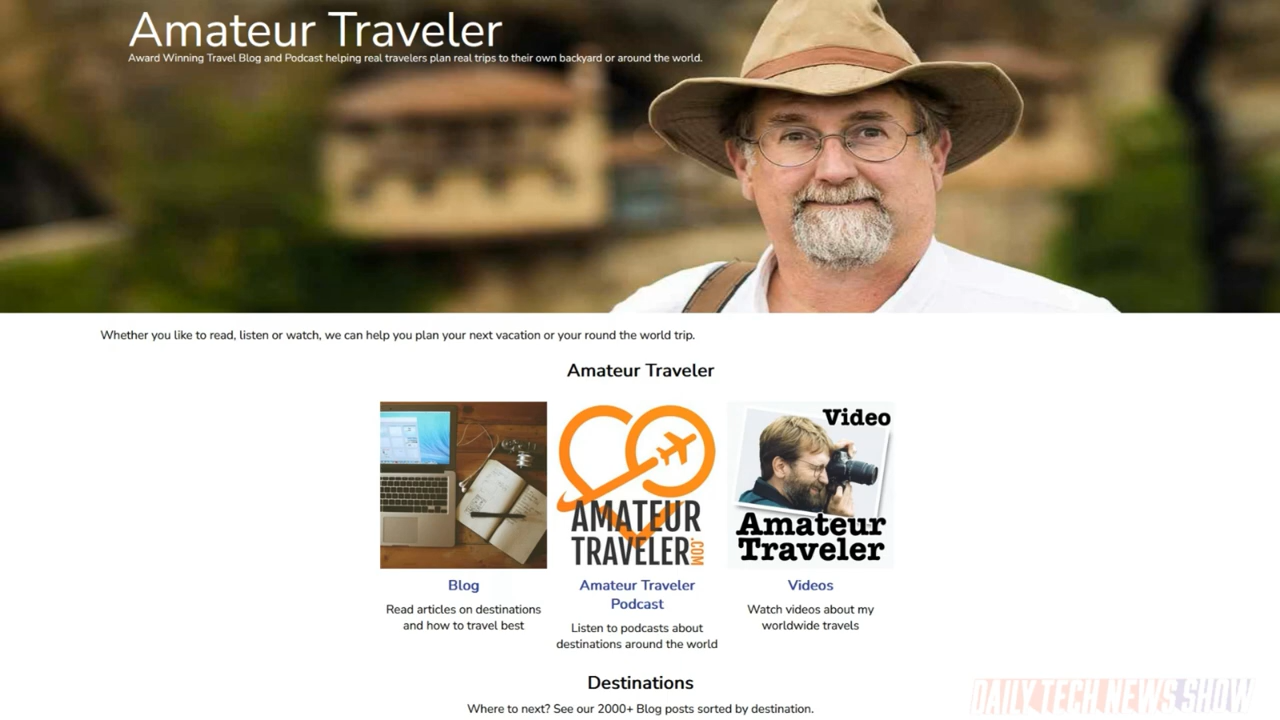 Amateur Traveler
Award Winning Travel Blog and Podcast helping real travelers plan real trips to their own backyard or around the world.
Whether you like to read, listen or watch, we can help you plan your next vacation or your round the world trip.
Amateur Traveler
AMATEUR
TRAVELER
.COM
Video
Amateur
Traveler
Blog
Read articles on destinations
and how to travel best
Amateur Traveler
Podcast
Listen to podcasts about
destinations around the world
Videos
Watch videos about my
worldwide travels
Destinations
Where to next? See our 2000+ Blog posts sorted by destination.
DAILY TECH NEWS SHOW